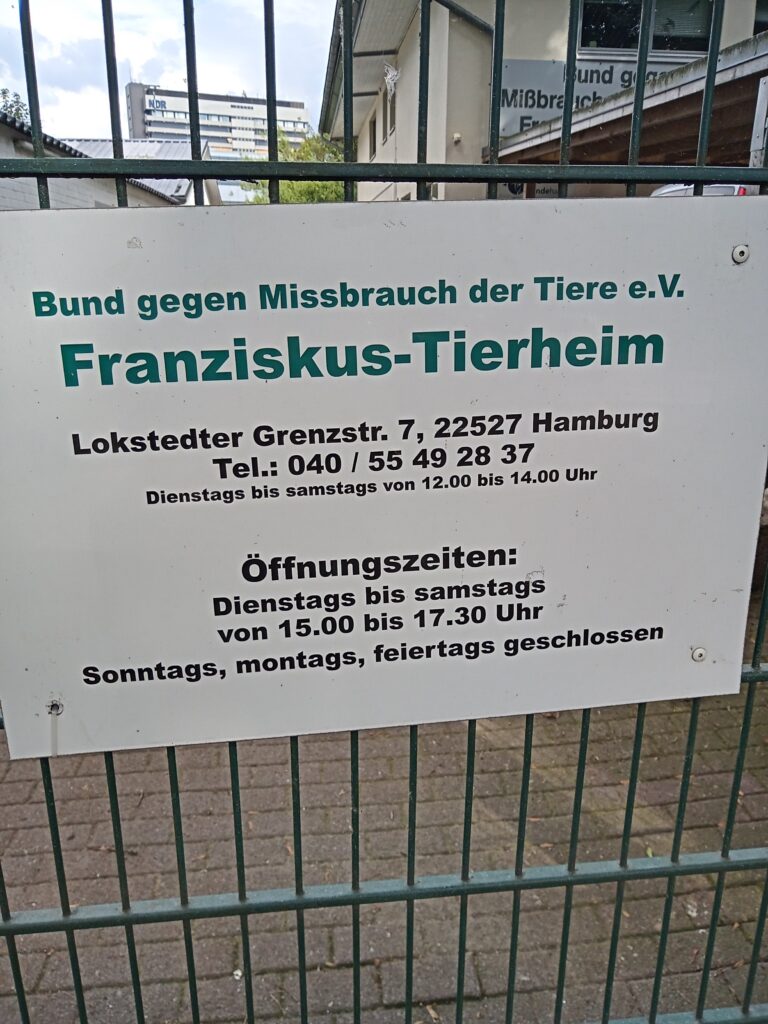 NDR
Bund gege
Mißbrauch
Bund gegen Missbrauch der Tiere e.V.
Franziskus-Tierheim
Lokstedter Grenzstr. 7, 22527 Hamburg
Tel.: 040 / 55 49 28 37
Dienstags bis samstags von 12.00 bis 14.00 Uhr
Öffnungszeiten:
Dienstags bis samstags
von 15.00 bis 17.30 Uhr
Sonntags, montags, feiertags geschlossen